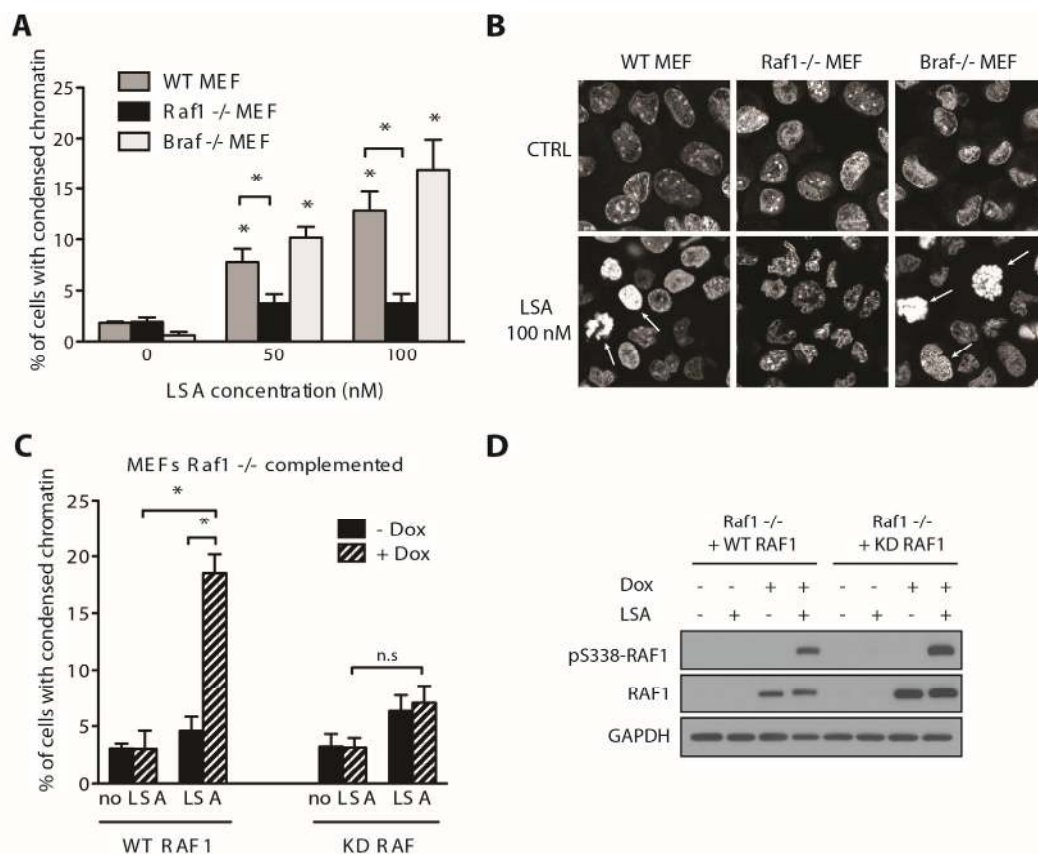 A
% of cells with condensed chromatin
25
20
15
10
5
0
WT MEF
Raf1 -/- MEF
Braf -/- MEF
*
*
*
*
*
*
0
50
100
LSA concentration (nM)
B
WT MEF
Raf1-/- MEF
Braf-/- MEF
CTRL
LSA
100 nM
C
MEFs Raf1 -/- complemented
% of cells with condensed chromatin
25
20
15
10
5
0
*
*
- Dox
+ Dox
n.s
no LSA
LSA
no LSA
LSA
WT RAF1
KD RAF
D
Raf1 -/-
+ WT RAF1
Raf1 -/-
+ KD RAF1
Dox - - + + - - + +
LSA - + - + - + - +
pS338-RAF1
RAF1
GAPDH